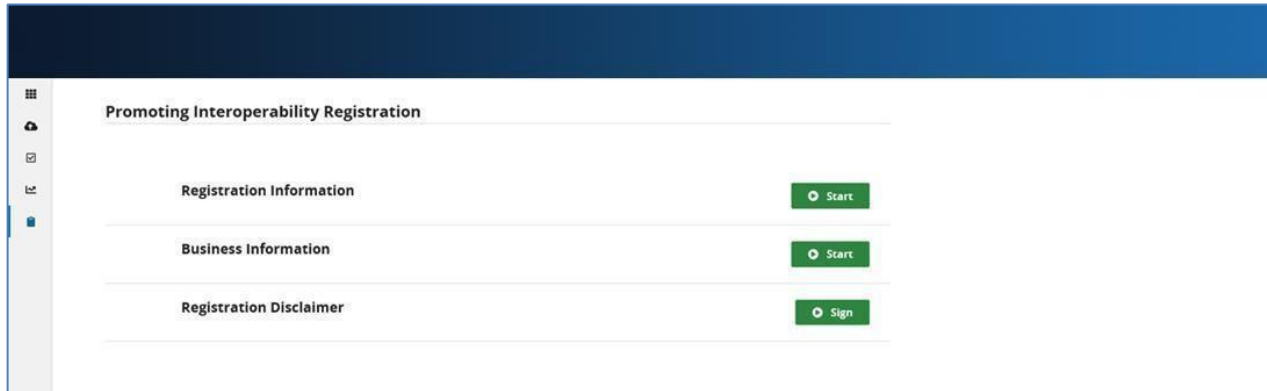 Promoting Interoperability Registration
Registration Information
Start
Business Information
Start
Registration Disclaimer
Sign